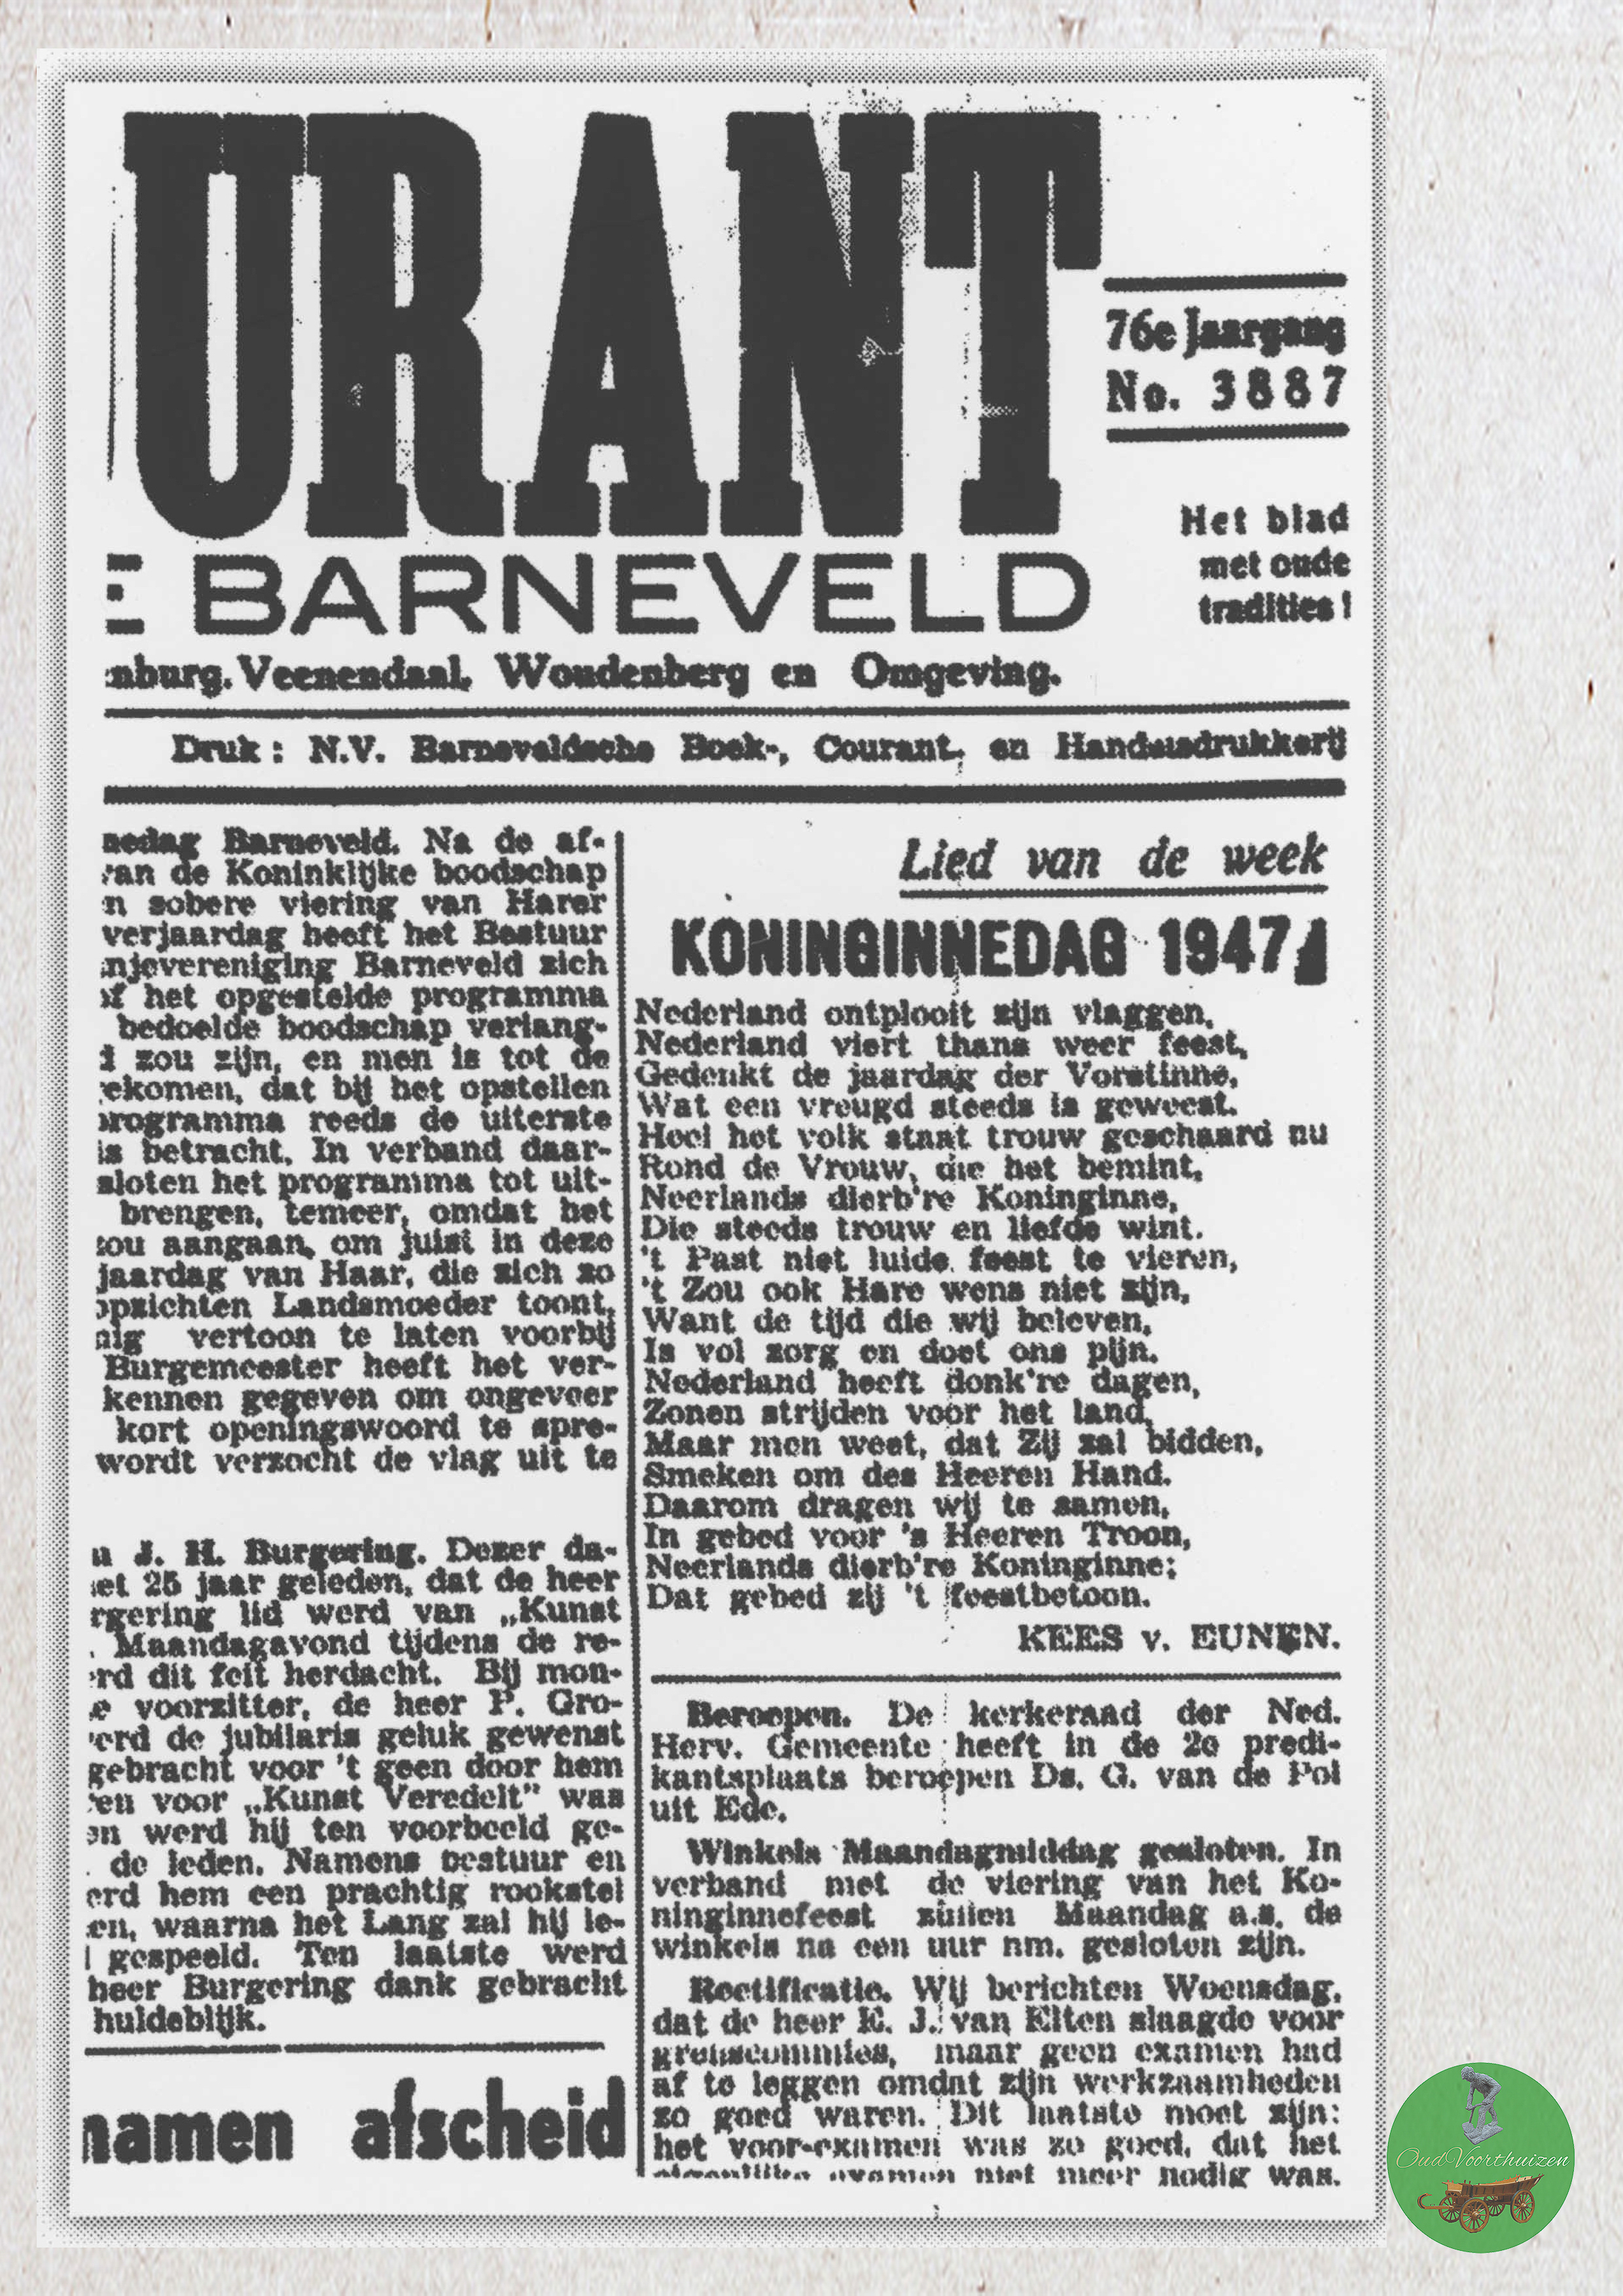 URANT
76e Jaargang
No. 3887
Het blad
met oude
tradities!
E BARNEVELD
nburg. Veenendaal, Woudenberg en Omgeving.
Druk: N.V. Barneveldsche Boek-, Courant- en Handelsdrukkerij
nedag Barneveld. Na de af-
van de Koninklijke boodschap
n sobere viering van Harer
verjaardag heeft het Bestuur
njevereniging Barneveld zich
of het opgestelde programma
bedoelde boodschap verlang-
d zou zijn, en men is tot de
ekomen, dat bij het opstellen
programma reeds de uiterste
is betracht. In verband daar-
sloten het programma tot uit-
brengen, temeer, omdat het
zou aangaan, om juist in deze
jaardag van Haar, die zich zo
opzichten Landsmoeder toont,
nig vertoon te laten voorbij
Burgemeester heeft het ver-
kennen gegeven om ongeveer
kort openingswoord te spre-
wordt verzocht de vlag uit te
n J. H. Burgering. Dezer da-
et 25 jaar geleden, dat de heer
rgering lid werd van „Kunst
. Maandagavond tijdens de re-
erd dit feit herdacht. Bij mon-
e voorzitter, de heer P. Gro-
erd de jubilaris geluk gewenst
gebracht voor 't geen door hem
en voor „Kunst Veredelt" was
en werd hij ten voorbeeld ge-
. de leden. Namens bestuur en
erd hem een prachtig rookstel
en, waarna het Lang zal hij le-
gespeeld. Ten laatste werd
heer Burgering dank gebracht
huldeblijk.
namen afscheid
Lied van de week
KONINGINNEDAG 1947
Nederland ontplooit zijn vlaggen,
Nederland viert thans weer feest,
Gedenkt de jaardag der Vorstinne,
Wat een vreugd steeds is geweest.
Heel het volk staat trouw geschaard nu
Rond de Vrouw, die het bemint,
Neerlands dierb're Koninginne,
Die steeds trouw en liefde wint.
't Past niet luide feest te vieren,
't Zou ook Hare wens niet zijn,
Want de tijd die wij beleven,
Is vol zorg en doet ons pijn.
Nederland heeft donk're dagen,
Zonen strijden voor het land,
Maar men weet, dat Zij zal bidden,
Smeken om des Heeren Hand.
Daarom dragen wij te samen,
In gebed voor 's Heeren Troon,
Neerlands dierb're Koninginne;
Dat gebed zij 't feestbetoon.
KEES v. EUNEN.
Beroepen. De kerkeraad der Ned.
Herv. Gemeente heeft in de 2e predi-
kantsplaats beroepen Ds. G. van de Pol
uit Ede.
Winkels Maandagmiddag gesloten. In
verband met de viering van het Ko-
ninginnefeest zullen Maandag a.s. de
winkels na een uur nm. gesloten zijn.
Rectificatie. Wij berichten Woensdag,
dat de heer E. J. van Elten slaagde voor
grenscommies, maar geen examen had
af te leggen omdat zijn werkzaamheden
zo goed waren. Dit laatste moet zijn:
het voor-examen was zo goed, dat het
eigenlijke examen niet meer nodig was.
OudVoorthuizen